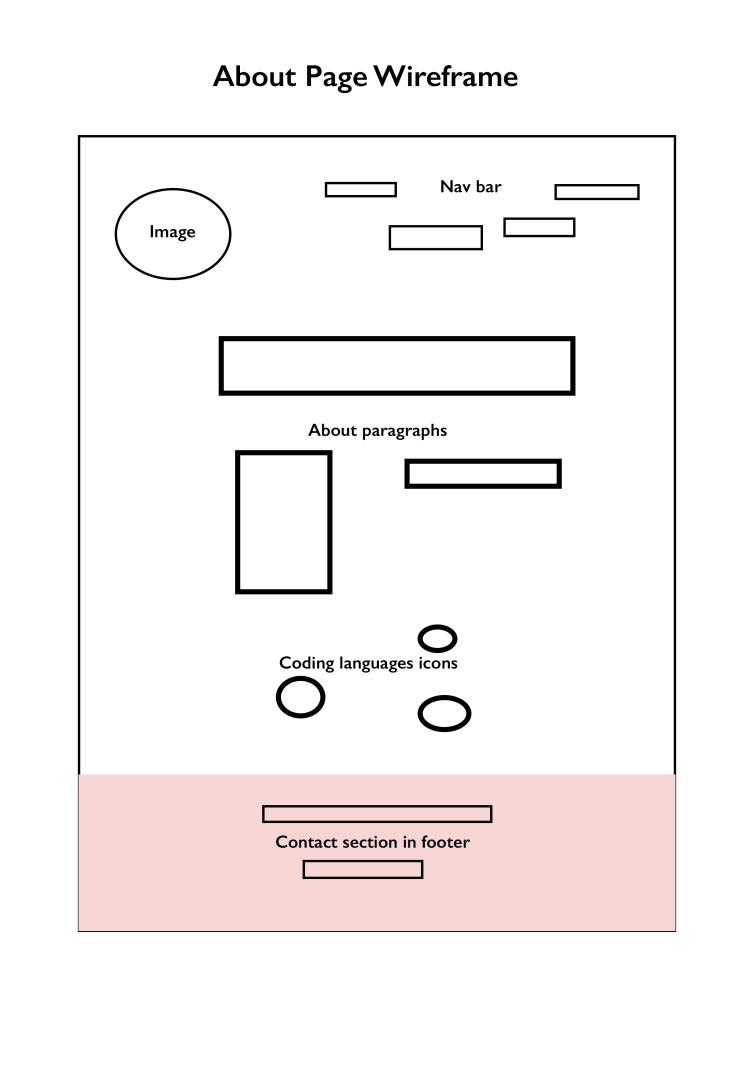 About Page Wireframe
Nav bar
Image
About paragraphs
Coding languages icons
Contact section in footer